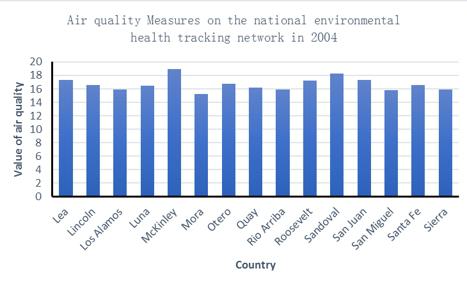 Air quality Measures on the national environmental
health tracking network in 2004
20
18
16
14
12
10
8
6
4
2
0
Value of air quality
Lea
Lincoln
Los Alamos
Luna
McKinley
Mora
Otero
Quay
Rio Arriba
Roosevelt
Sandoval
San Juan
San Miguel
Santa Fe
Sierra
Country